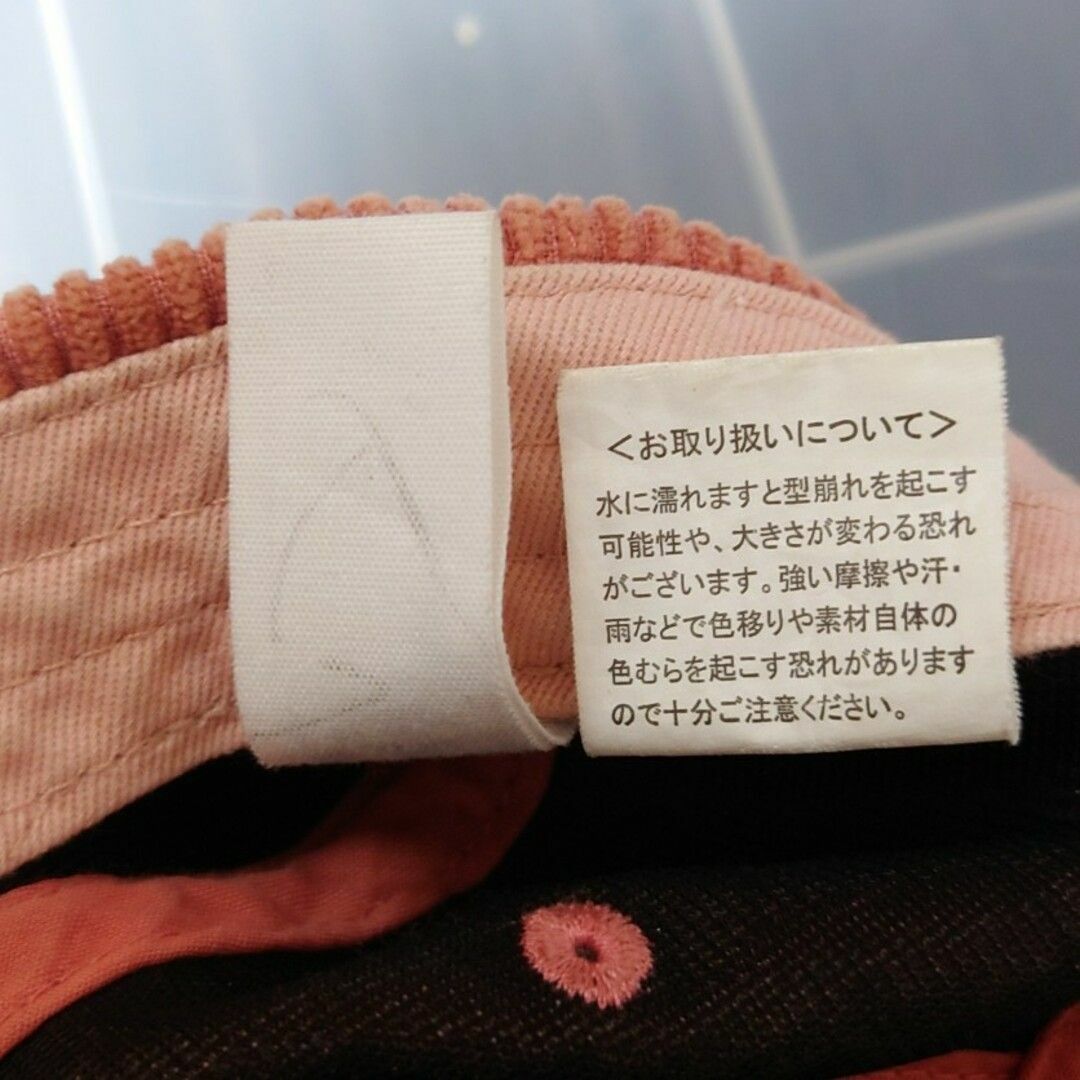 ＜お取り扱いについて＞
水に濡れますと型崩れを起こす
可能性や、大きさが変わる恐れ
がございます。強い摩擦や汗・
雨などで色移りや素材自体の
色むらを起こす恐れがあります
ので十分ご注意ください。